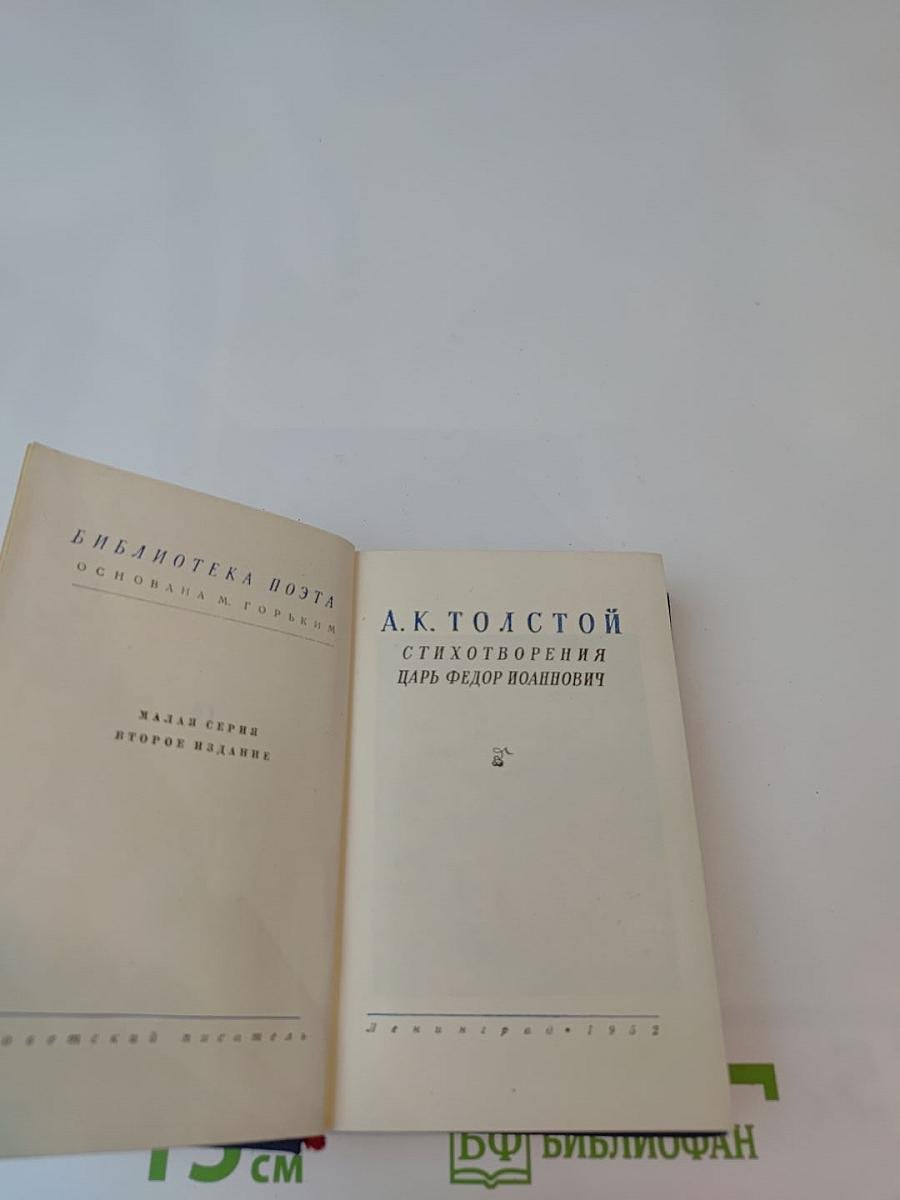 БИБЛИОТЕКА ПОЭТА
ОСНОВАНА М. ГОРЬКИМ
МАЛАЯ СЕРИЯ
ВТОРОЕ ИЗДАНИЕ
оветский писатель
А. К. ТОЛСТОЙ
СТИХОТВОРЕНИЯ
ЦАРЬ ФЕДОР ИОАННОВИЧ
Ленинград • 1952
15 СМ
БФ БИБЛИОФАН